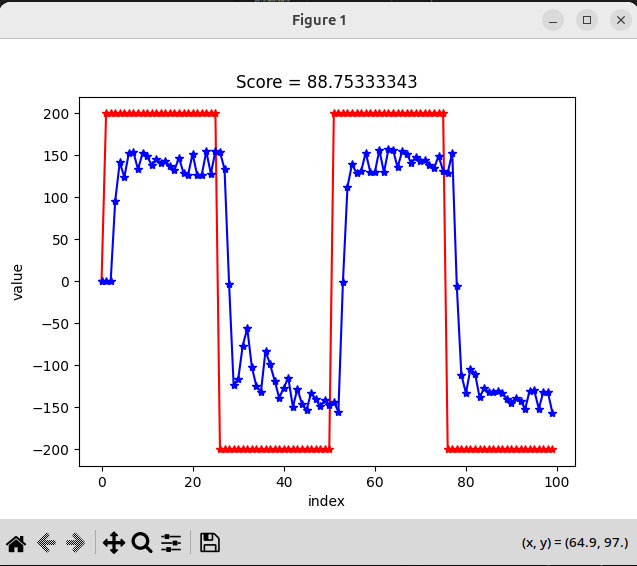 Figure 1
Score = 88.75333343
200
150
100
50
0
−50
−100
−150
−200
value
0 20 40 60 80 100
index
(x, y) = (64.9, 97.)